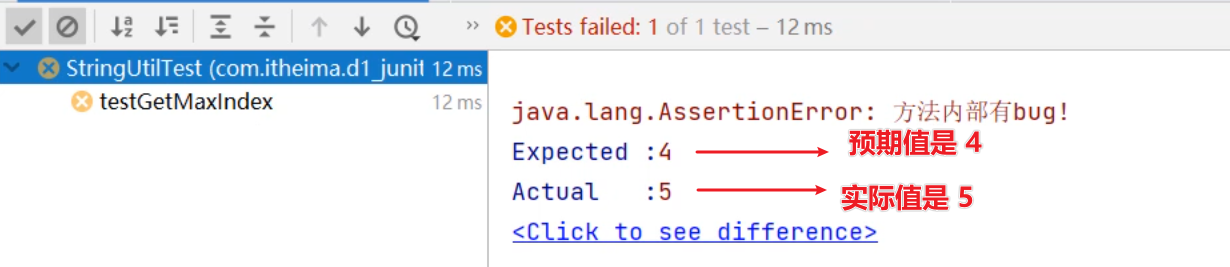 Tests failed: 1 of 1 test – 12 ms
StringUtilTest (com.itheima.d1_junit 12 ms
testGetMaxIndex 12 ms
java.lang.AssertionError: 方法内部有bug!
Expected :4
预期值是 4
Actual :5
实际值是 5
<Click to see difference>